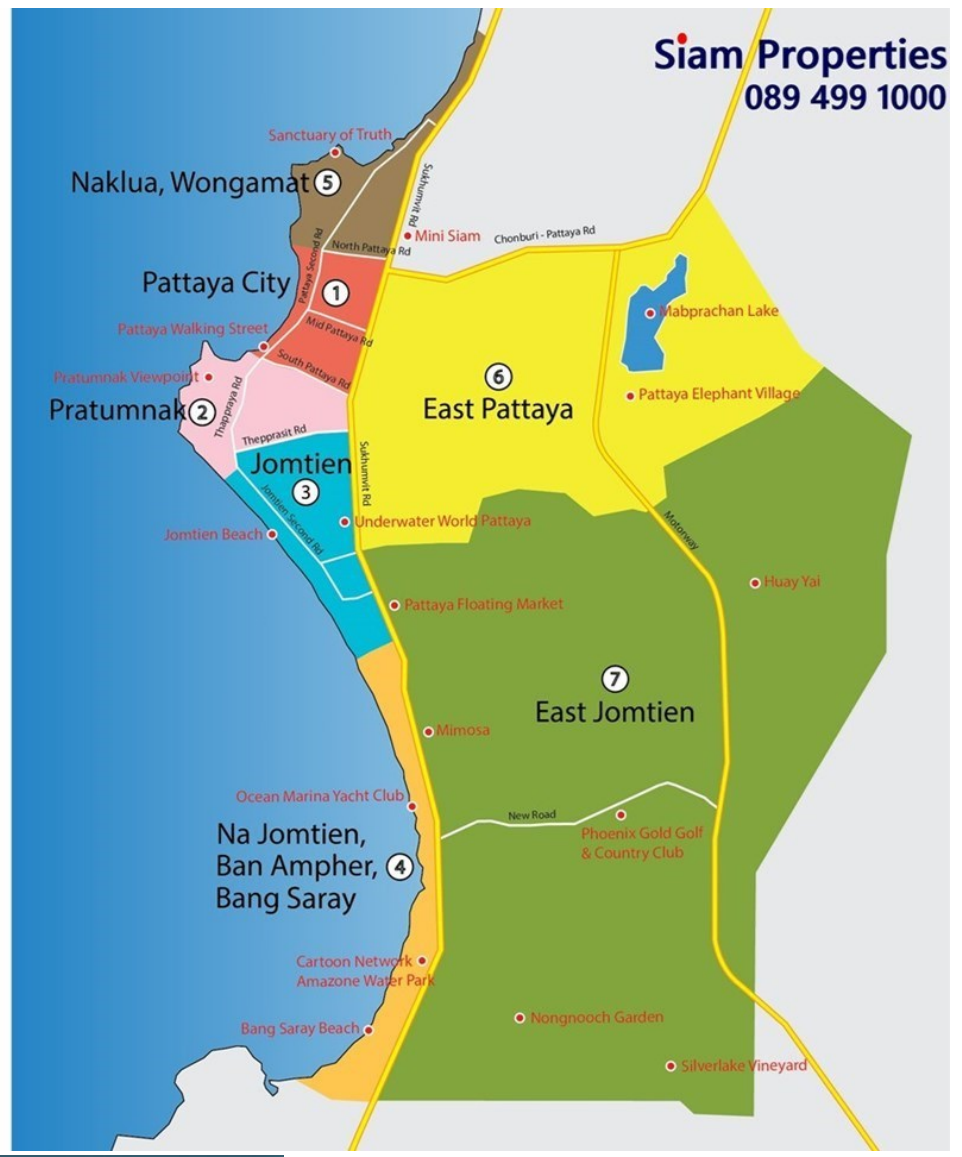 Siam Properties
089 499 1000
Sanctuary of Truth
Naklua, Wongamat 5
Sukhumvit Rd
Mini Siam
Chonburi - Pattaya Rd
North Pattaya Rd
Pattaya Second Rd
Pattaya City
1
Mabprachan Lake
Mid Pattaya Rd
Pattaya Walking Street
South Pattaya Rd
Pratumnak Viewpoint
6
East Pattaya
Pattaya Elephant Village
Pratumnak 2
Thappraya Rd
Thepprasit Rd
Jomtien
3
Sukhumvit Rd
Jomtien Second Rd
Underwater World Pattaya
Jomtien Beach
Motorway
Huay Yai
Pattaya Floating Market
7
East Jomtien
Mimosa
Ocean Marina Yacht Club
New Road
Phoenix Gold Golf
& Country Club
Na Jomtien,
Ban Ampher, 4
Bang Saray
Cartoon Network
Amazone Water Park
Bang Saray Beach
Nongnooch Garden
Silverlake Vineyard